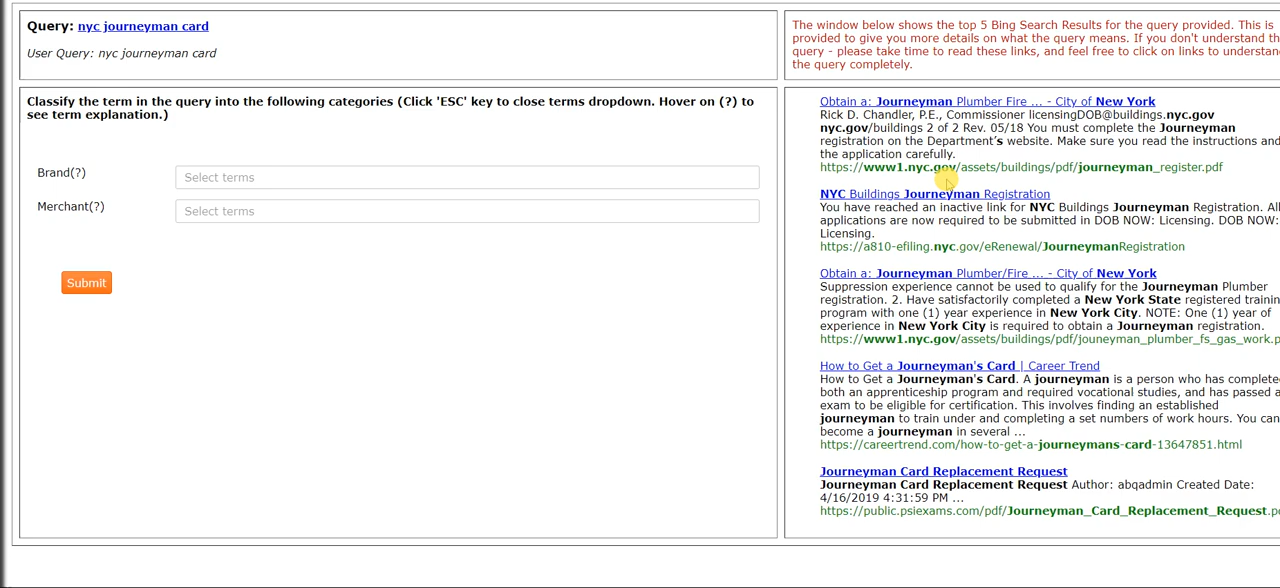 Query: nyc journeyman card
User Query: nyc journeyman card
The window below shows the top 5 Bing Search Results for the query provided. This is
provided to give you more details on what the query means. If you don't understand th
query - please take time to read these links, and feel free to click on links to understan
the query completely.
Classify the term in the query into the following categories (Click 'ESC' key to close terms dropdown. Hover on (?) to
see term explanation.)
Brand(?)
Select terms
Merchant(?)
Select terms
Submit
Obtain a: Journeyman Plumber Fire ... - City of New York
Rick D. Chandler, P.E., Commissioner licensingDOB@buildings.nyc.gov
nyc.gov/buildings 2 of 2 Rev. 05/18 You must complete the Journeyman
registration on the Department's website. Make sure you read the instructions and
the application carefully.
https://www1.nyc.gov/assets/buildings/pdf/journeyman_register.pdf
NYC Buildings Journeyman Registration
You have reached an inactive link for NYC Buildings Journeyman Registration. All
applications are now required to be submitted in DOB NOW: Licensing. DOB NOW:
Licensing.
https://a810-efiling.nyc.gov/eRenewal/JourneymanRegistration
Obtain a: Journeyman Plumber/Fire ... - City of New York
Suppression experience cannot be used to qualify for the Journeyman Plumber
registration. 2. Have satisfactorily completed a New York State registered trainin
program with one (1) year experience in New York City. NOTE: One (1) year of
experience in New York City is required to obtain a Journeyman registration.
https://www1.nyc.gov/assets/buildings/pdf/jouneyman_plumber_fs_gas_work.p
How to Get a Journeyman's Card | Career Trend
How to Get a Journeyman's Card. A journeyman is a person who has complete
both an apprenticeship program and required vocational studies, and has passed a
exam to be eligible for certification. This involves finding an established
journeyman to train under and completing a set numbers of work hours. You can
become a journeyman in several ...
https://careertrend.com/how-to-get-a-journeymans-card-13647851.html
Journeyman Card Replacement Request
Journeyman Card Replacement Request Author: abqadmin Created Date:
4/16/2019 4:31:59 PM ...
https://public.psiexams.com/pdf/Journeyman_Card_Replacement_Request.p